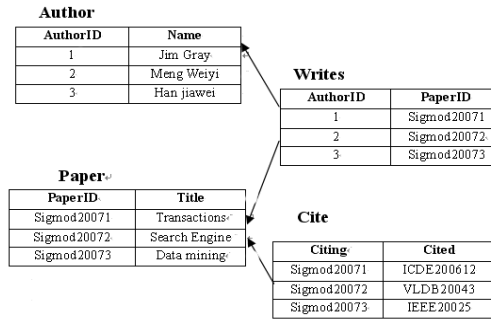 Author
AuthorID Name
1 Jim Gray
2 Meng Weiyi
3 Han jiawei
Writes
AuthorID PaperID
1 Sigmod20071
2 Sigmod20072
3 Sigmod20073
Paper
PaperID Title
Sigmod20071 Transactions
Sigmod20072 Search Engine
Sigmod20073 Data mining
Cite
Citing Cited
Sigmod20071 ICDE200612
Sigmod20072 VLDB20043
Sigmod20073 IEEE20025